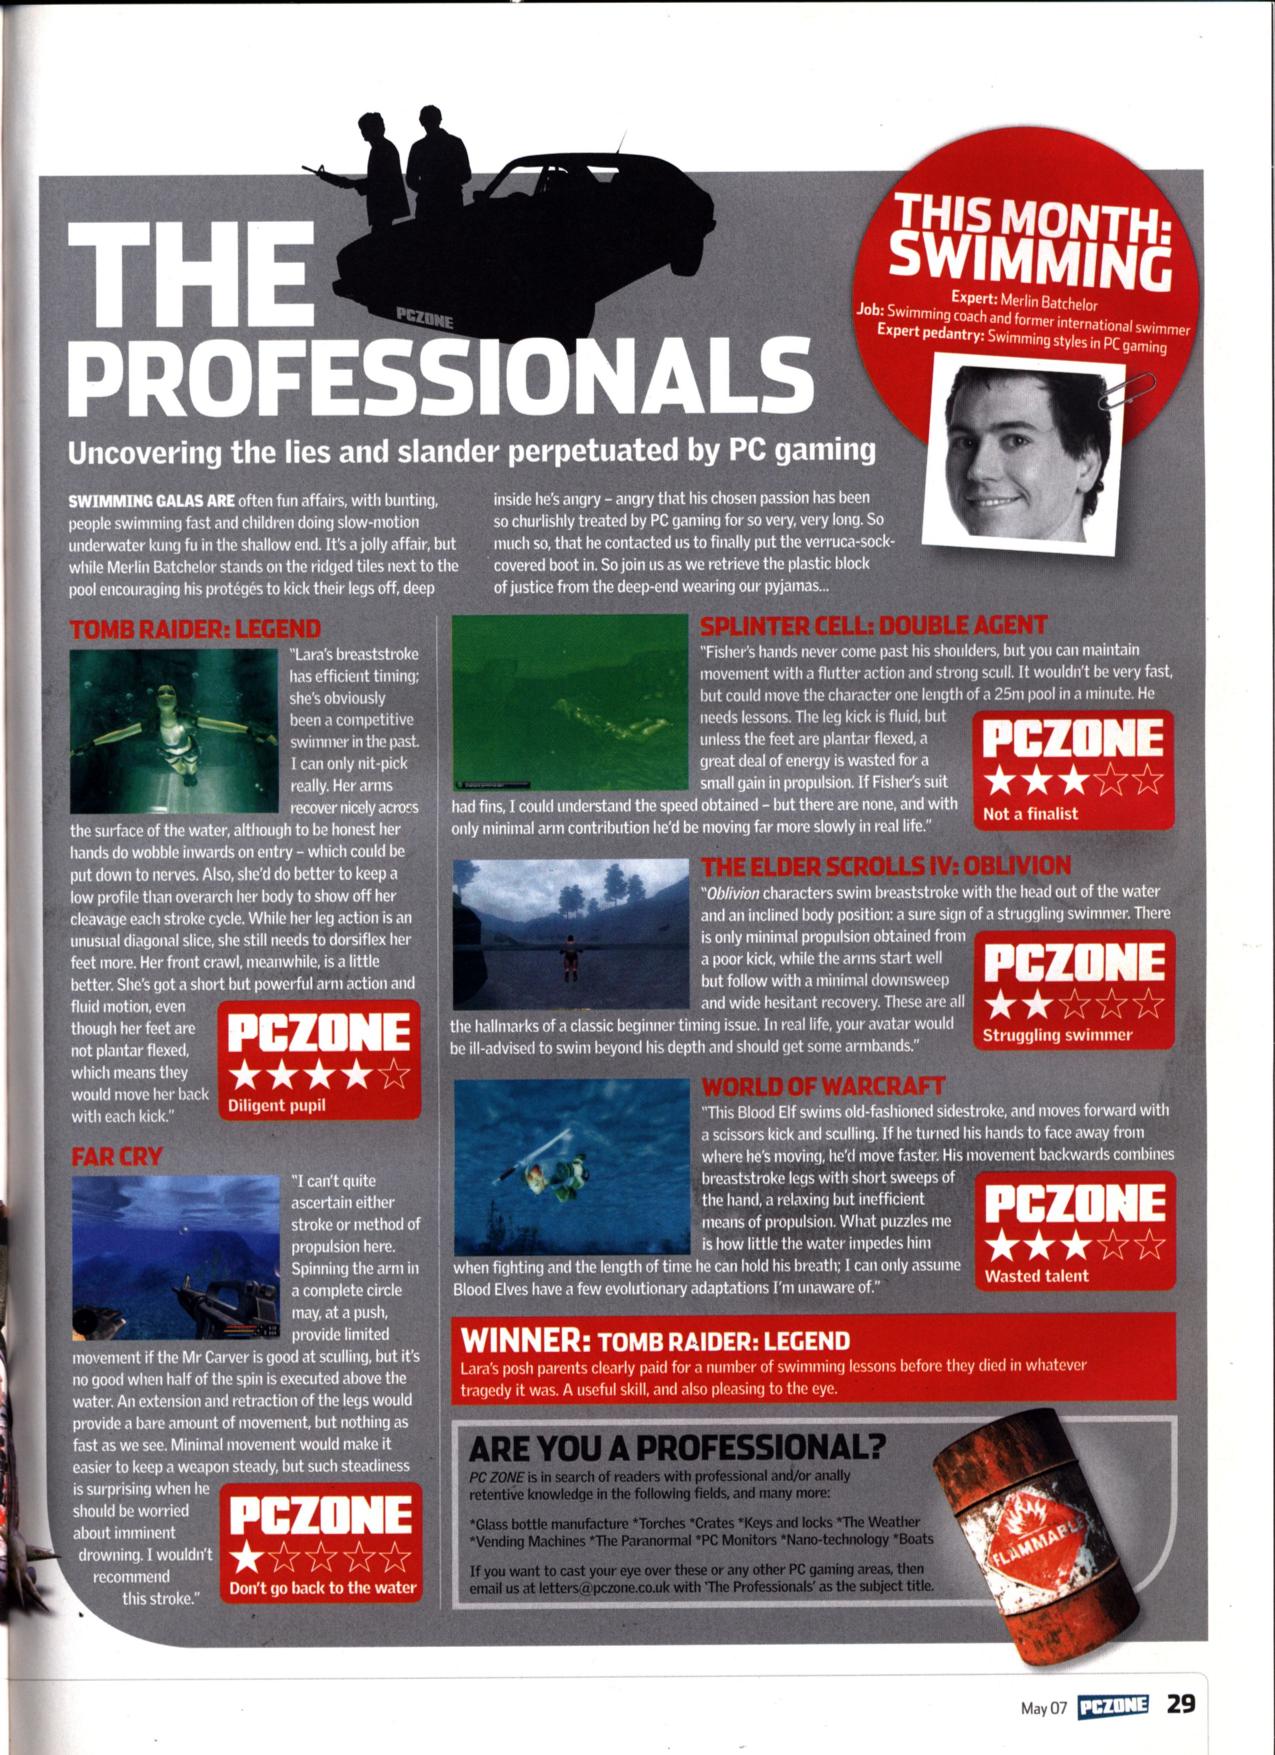 THE
PROFESSIONALS
PCZONE
Uncovering the lies and slander perpetuated by PC gaming
THIS MONTH:
SWIMMING
Expert: Merlin Batchelor
Job: Swimming coach and former international swimmer
Expert pedantry: Swimming styles in PC gaming
SWIMMING GALAS ARE often fun affairs, with bunting,
people swimming fast and children doing slow-motion
underwater kung fu in the shallow end. It's a jolly affair, but
while Merlin Batchelor stands on the ridged tiles next to the
pool encouraging his protégés to kick their legs off, deep
inside he's angry – angry that his chosen passion has been
so churlishly treated by PC gaming for so very, very long. So
much so, that he contacted us to finally put the verruca-sock-
covered boot in. So join us as we retrieve the plastic block
of justice from the deep-end wearing our pyjamas...
TOMB RAIDER: LEGEND
"Lara's breaststroke
has efficient timing;
she's obviously
been a competitive
swimmer in the past.
I can only nit-pick
really. Her arms
recover nicely across
the surface of the water, although to be honest her
hands do wobble inwards on entry – which could be
put down to nerves. Also, she'd do better to keep a
low profile than overarch her body to show off her
cleavage each stroke cycle. While her leg action is an
unusual diagonal slice, she still needs to dorsiflex her
feet more. Her front crawl, meanwhile, is a little
better. She's got a short but powerful arm action and
fluid motion, even
though her feet are
not plantar flexed,
which means they
would move her back
with each kick."
PCZONE
Diligent pupil
FAR CRY
"I can't quite
ascertain either
stroke or method of
propulsion here.
Spinning the arm in
a complete circle
may, at a push,
provide limited
movement if the Mr Carver is good at sculling, but it's
no good when half of the spin is executed above the
water. An extension and retraction of the legs would
provide a bare amount of movement, but nothing as
fast as we see. Minimal movement would make it
easier to keep a weapon steady, but such steadiness
is surprising when he
should be worried
about imminent
drowning. I wouldn't
recommend
this stroke."
PCZONE
Don't go back to the water
SPLINTER CELL: DOUBLE AGENT
"Fisher's hands never come past his shoulders, but you can maintain
movement with a flutter action and strong scull. It wouldn't be very fast,
but could move the character one length of a 25m pool in a minute. He
needs lessons. The leg kick is fluid, but
unless the feet are plantar flexed, a
great deal of energy is wasted for a
small gain in propulsion. If Fisher's suit
had fins, I could understand the speed obtained – but there are none, and with
only minimal arm contribution he'd be moving far more slowly in real life."
PCZONE
Not a finalist
THE ELDER SCROLLS IV: OBLIVION
"Oblivion characters swim breaststroke with the head out of the water
and an inclined body position: a sure sign of a struggling swimmer. There
is only minimal propulsion obtained from
a poor kick, while the arms start well
but follow with a minimal downsweep
and wide hesitant recovery. These are all
the hallmarks of a classic beginner timing issue. In real life, your avatar would
be ill-advised to swim beyond his depth and should get some armbands."
PCZONE
Struggling swimmer
WORLD OF WARCRAFT
"This Blood Elf swims old-fashioned sidestroke, and moves forward with
a scissors kick and sculling. If he turned his hands to face away from
where he's moving, he'd move faster. His movement backwards combines
breaststroke legs with short sweeps of
the hand, a relaxing but inefficient
means of propulsion. What puzzles me
is how little the water impedes him
when fighting and the length of time he can hold his breath; I can only assume
Blood Elves have a few evolutionary adaptations I'm unaware of."
PCZONE
Wasted talent
WINNER: TOMB RAIDER: LEGEND
Lara's posh parents clearly paid for a number of swimming lessons before they died in whatever
tragedy it was. A useful skill, and also pleasing to the eye.
ARE YOU A PROFESSIONAL?
PC ZONE is in search of readers with professional and/or anally
retentive knowledge in the following fields, and many more:
*Glass bottle manufacture *Torches *Crates *Keys and locks *The Weather
*Vending Machines *The Paranormal *PC Monitors *Nano-technology *Boats
If you want to cast your eye over these or any other PC gaming areas, then
email us at letters@pczone.co.uk with 'The Professionals' as the subject title.
FLAMMABLE
May 07 PCZONE 29